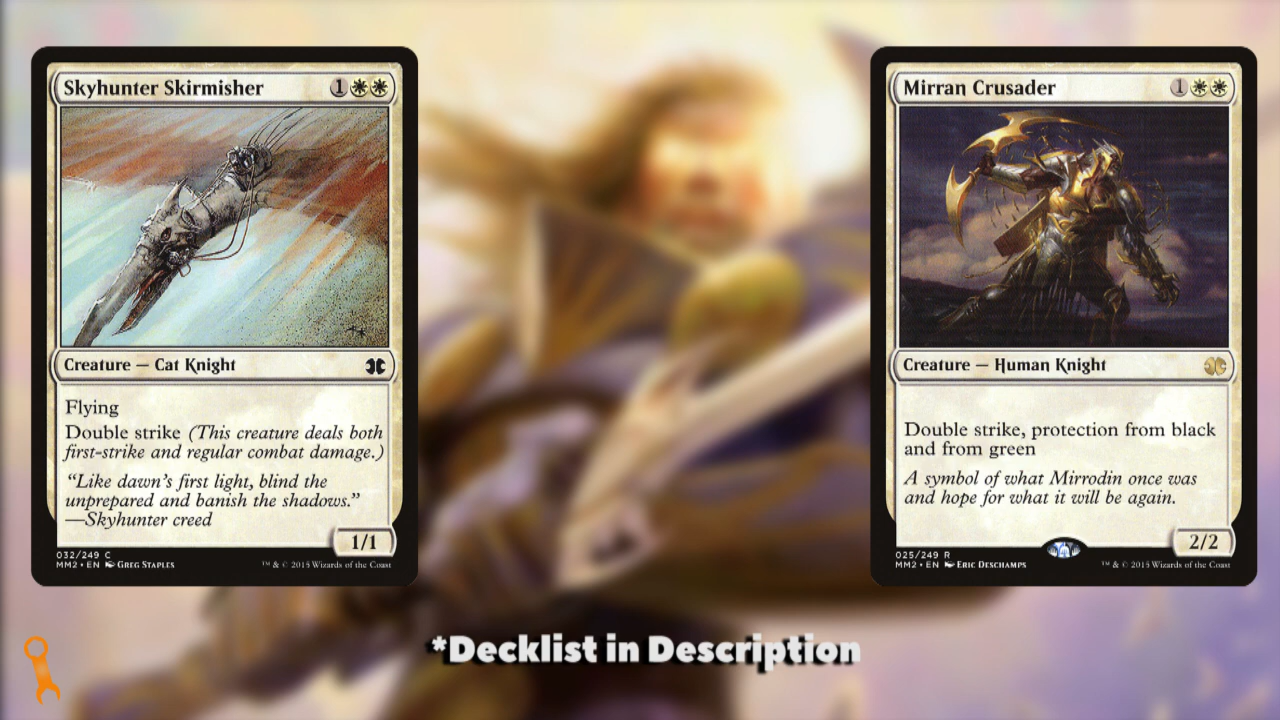 Skyhunter Skirmisher 1
Creature — Cat Knight
Flying
Double strike (This creature deals both
first-strike and regular combat damage.)
“Like dawn’s first light, blind the
unprepared and banish the shadows.”
—Skyhunter creed
1/1
032/249 C
MM2 • EN GREG STAPLES
™ & © 2015 Wizards of the Coast
Mirran Crusader 1
Creature — Human Knight
Double strike, protection from black
and from green
A symbol of what Mirrodin once was
and hope for what it will be again.
2/2
025/249 R
MM2 • EN ERIC DESCHAMPS
™ & © 2015 Wizards of the Coast
*Decklist in Description